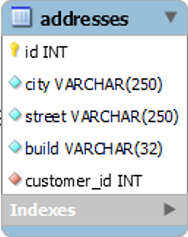 addresses
id INT
city VARCHAR(250)
street VARCHAR(250)
build VARCHAR(32)
customer_id INT
Indexes